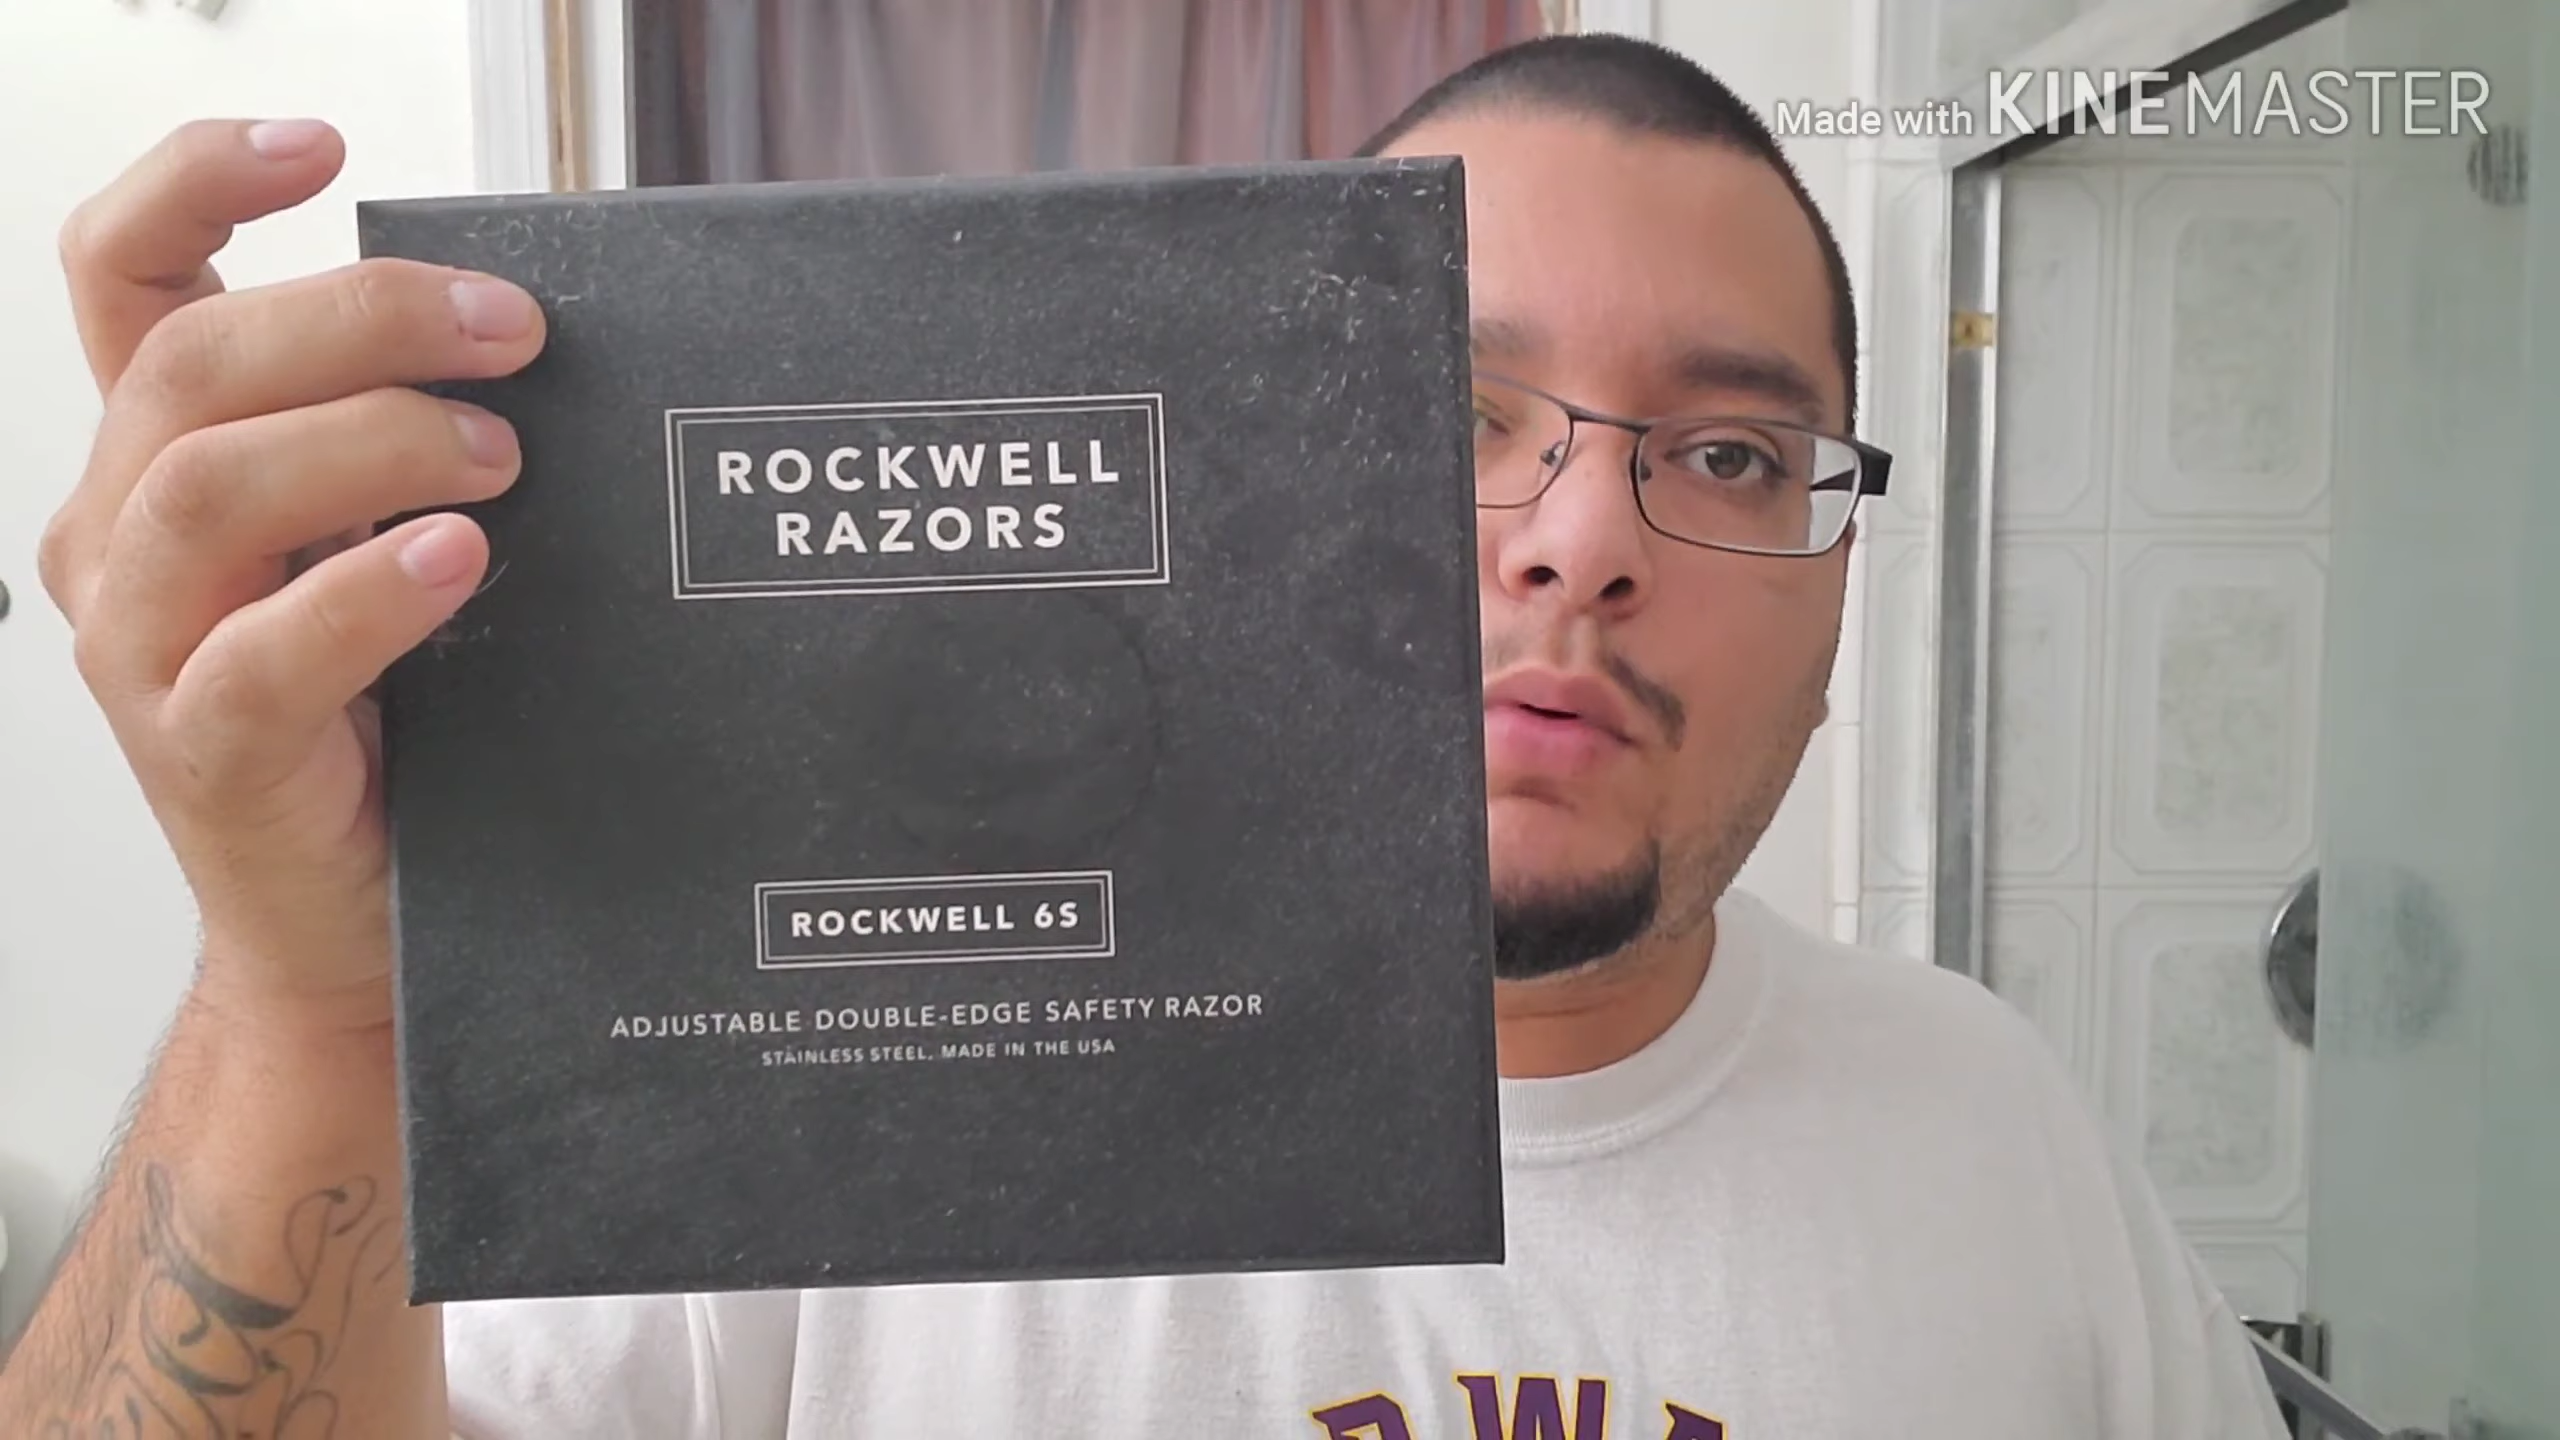 Made with KINEMASTER
ROCKWELL
RAZORS
ROCKWELL 6S
ADJUSTABLE DOUBLE-EDGE SAFETY RAZOR
STAINLESS STEEL. MADE IN THE USA